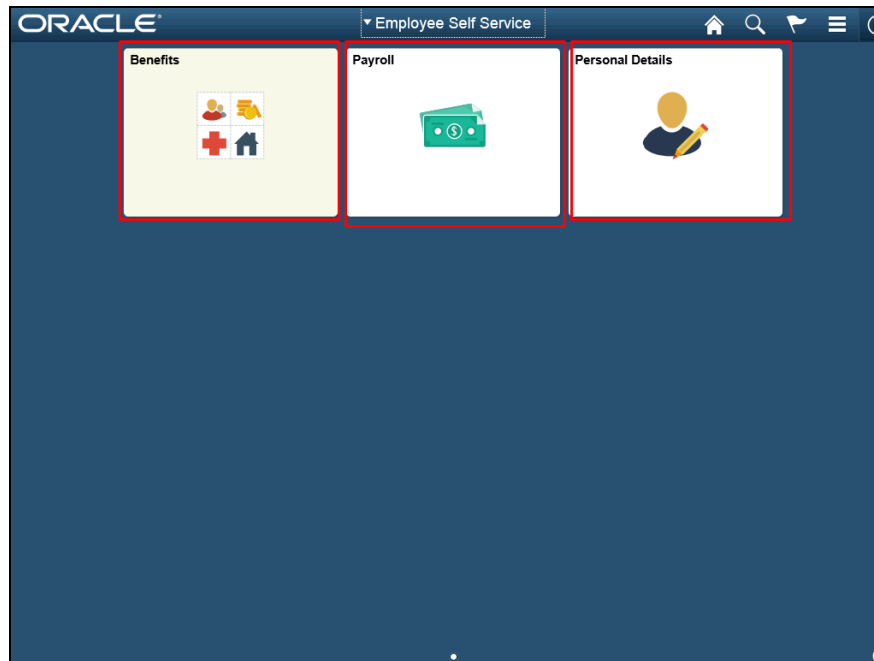 ORACLE
Employee Self Service
Benefits
Payroll
Personal Details